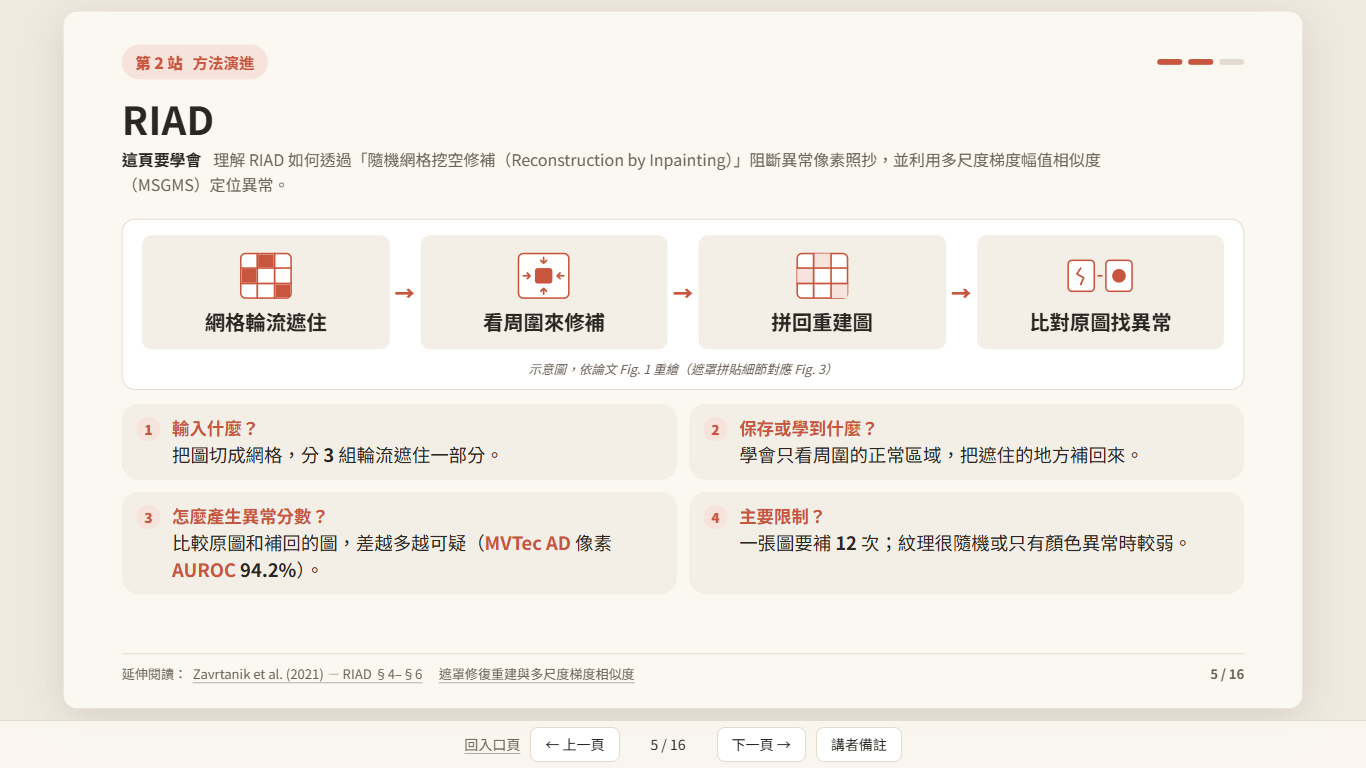 第 2 站 方法演進
RIAD
這頁要學會 理解 RIAD 如何透過「隨機網格挖空修補（Reconstruction by Inpainting）」阻斷異常像素照抄，並利用多尺度梯度幅值相似度
（MSGMS）定位異常。
網格輪流遮住
→
看周圍來修補
→
拼回重建圖
→
比對原圖找異常
示意圖，依論文 Fig. 1 重繪（遮罩拼貼細節對應 Fig. 3）
1 輸入什麼？
把圖切成網格，分 3 組輪流遮住一部分。
2 保存或學到什麼？
學會只看周圍的正常區域，把遮住的地方補回來。
3 怎麼產生異常分數？
比較原圖和補回的圖，差越多越可疑（MVTec AD 像素
AUROC 94.2%）。
4 主要限制？
一張圖要補 12 次；紋理很隨機或只有顏色異常時較弱。
延伸閱讀： Zavrtanik et al. (2021) — RIAD §4–§6 遮罩修復重建與多尺度梯度相似度
5 / 16
回入口頁 ← 上一頁 5 / 16 下一頁 → 講者備註